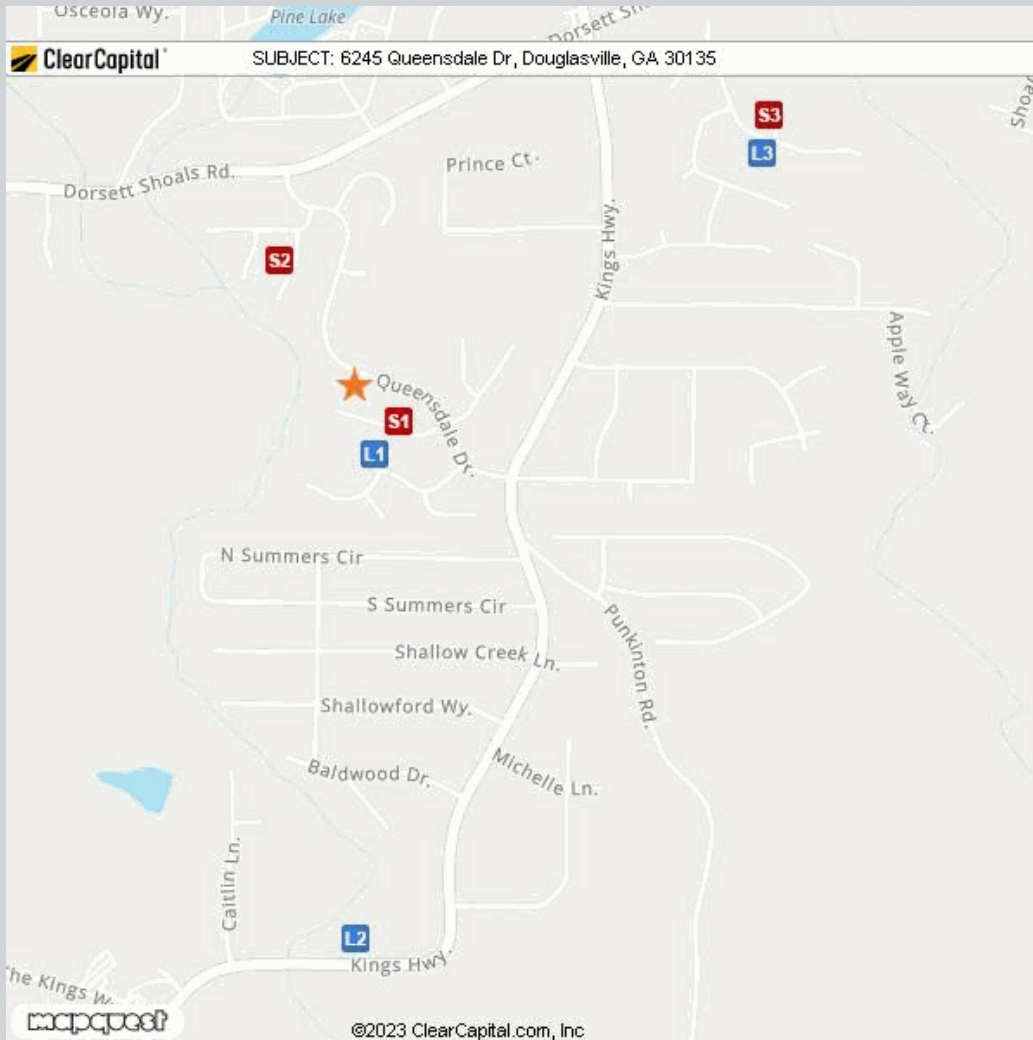 Osceola Wy.
Pine Lake
Dorsett Sho
ClearCapital
SUBJECT: 6245 Queensdale Dr, Douglasville, GA 30135
Shoa
S3
L3
Prince Ct.
Dorsett Shoals Rd.
Kings Hwy.
S2
Apple Way Ct.
Queensdale Dr.
S1
L1
N Summers Cir
S Summers Cir
Punkinton Rd.
Shallow Creek Ln.
Shallowford Wy.
Michelle Ln.
Baldwood Dr.
Caitlin Ln.
L2
Kings Hwy.
The Kings W
mapquest
©2023 ClearCapital.com, Inc